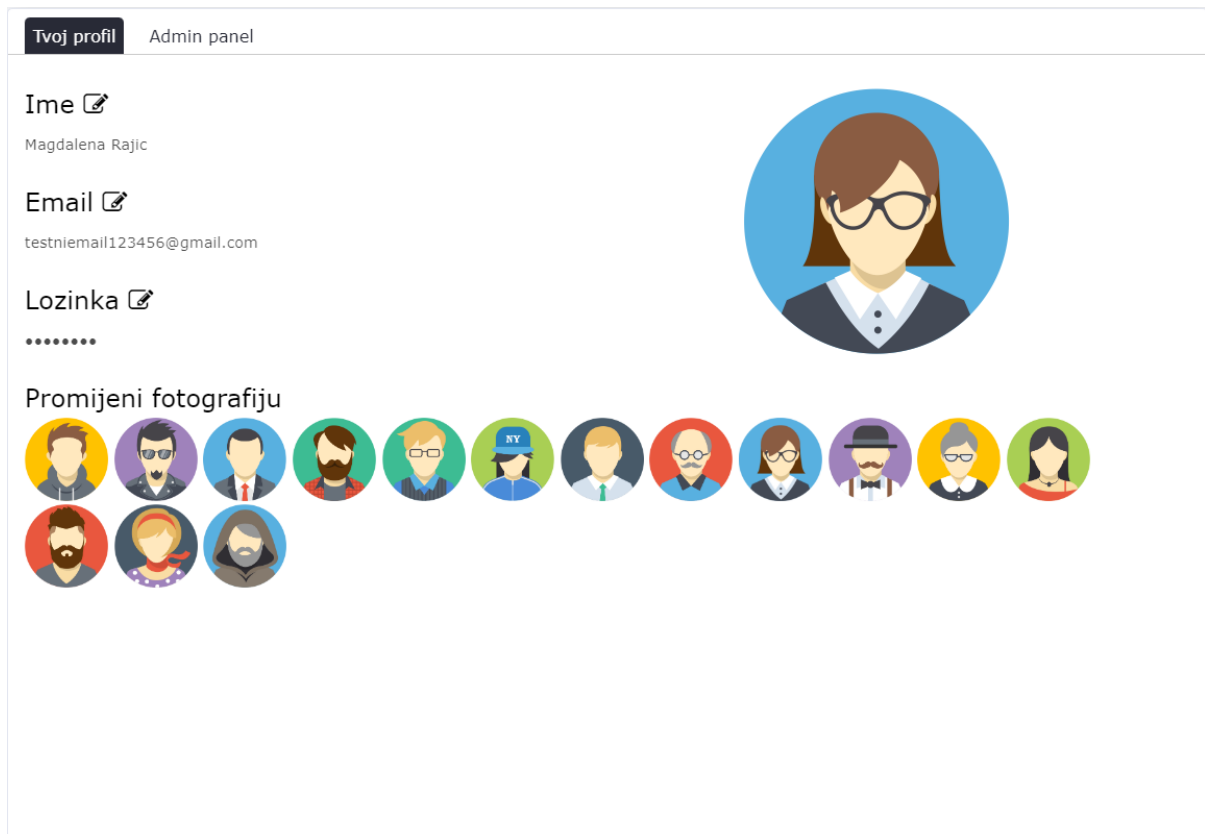 Tvoj profil Admin panel
Ime
Magdalena Rajic
Email
testniemail123456@gmail.com
Lozinka
••••••••
Promijeni fotografiju
NY